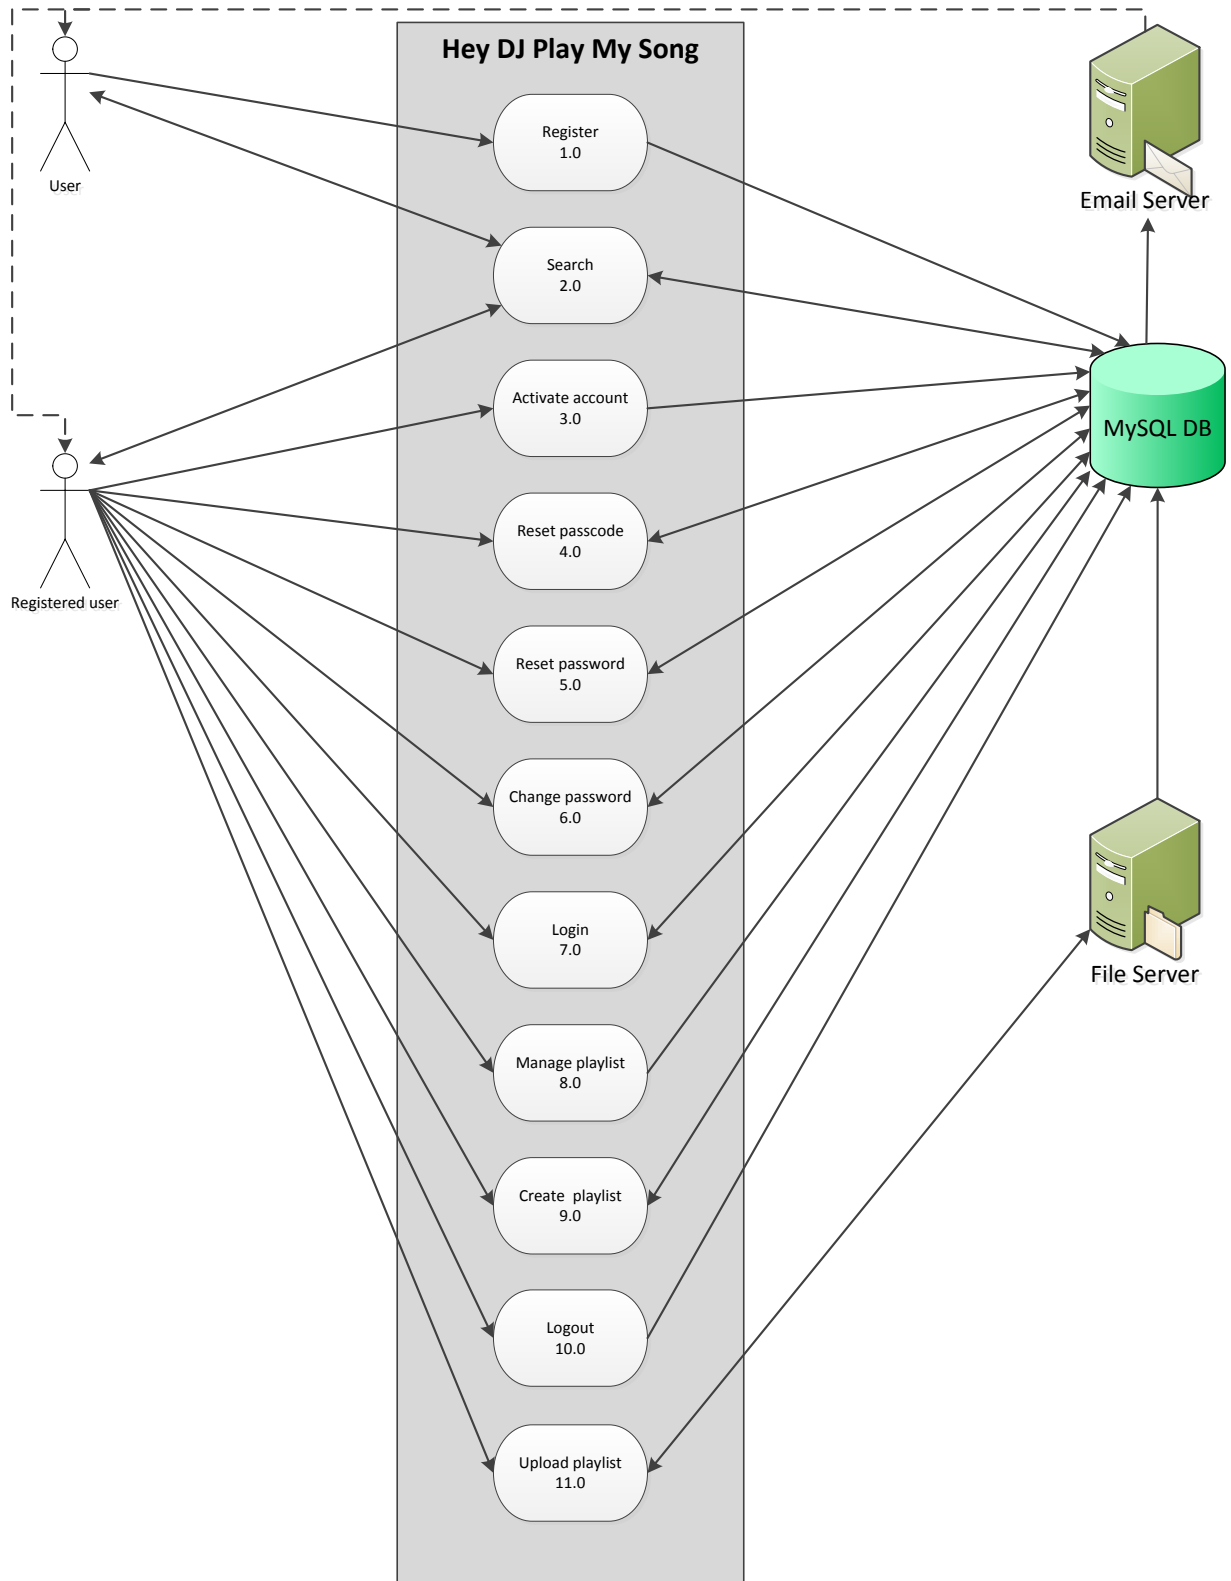 Hey DJ Play My Song
User
Register
1.0
Email Server
Search
2.0
Activate account
3.0
MySQL DB
Registered user
Reset passcode
4.0
Reset password
5.0
Change password
6.0
Login
7.0
File Server
Manage playlist
8.0
Create  playlist
9.0
Logout
10.0
Upload playlist
11.0